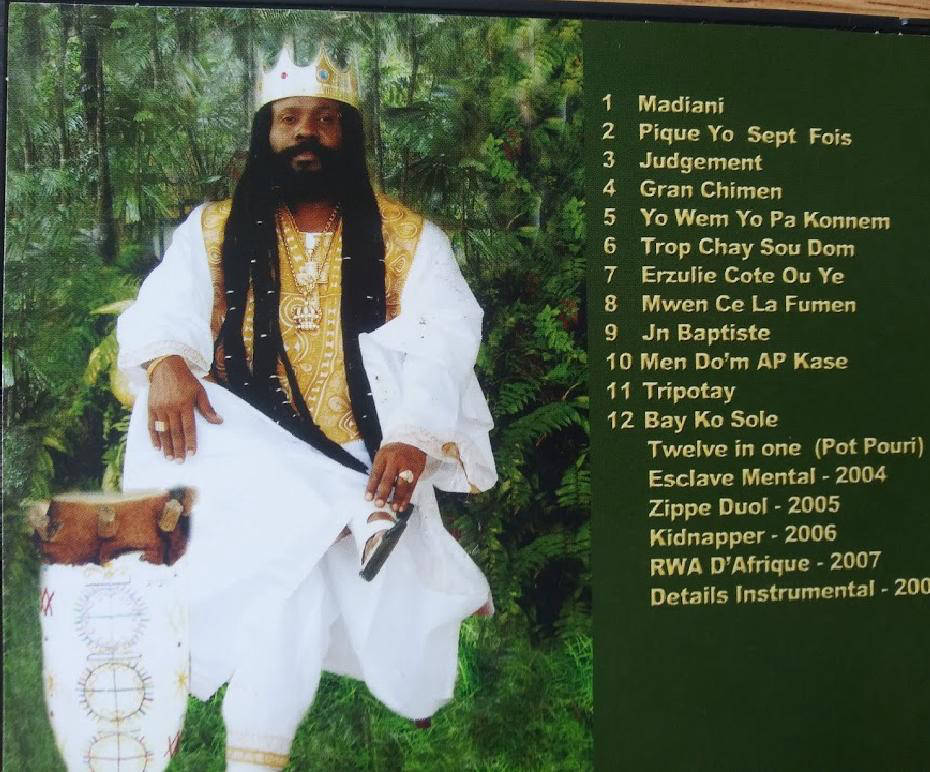 1 Madiani
2 Pique Yo Sept Fois
3 Judgement
4 Gran Chimen
5 Yo Wem Yo Pa Konnem
6 Trop Chay Sou Dom
7 Erzulie Cote Ou Ye
8 Mwen Ce La Fumen
9 Jn Baptiste
10 Men Do'm AP Kase
11 Tripotay
12 Bay Ko Sole
Twelve in one (Pot Pouri)
Esclave Mental - 2004
Zippe Duol - 2005
Kidnapper - 2006
RWA D'Afrique - 2007
Details Instrumental - 200